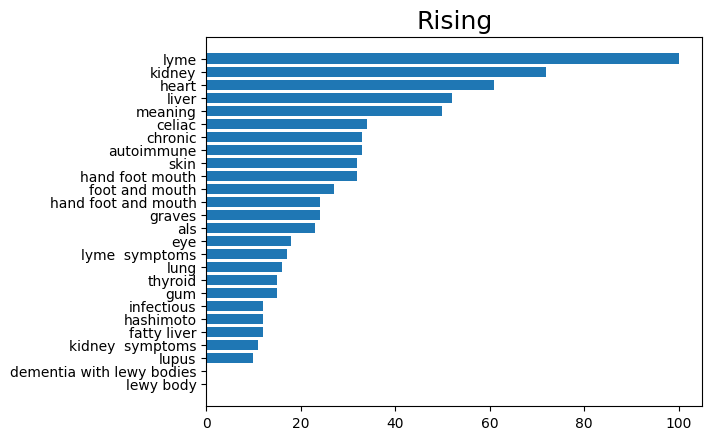 Rising
lyme
kidney
heart
liver
meaning
celiac
chronic
autoimmune
skin
hand foot mouth
foot and mouth
hand foot and mouth
graves
als
eye
lyme  symptoms
lung
thyroid
gum
infectious
hashimoto
fatty liver
kidney  symptoms
lupus
dementia with lewy bodies
lewy body
0 20 40 60 80 100